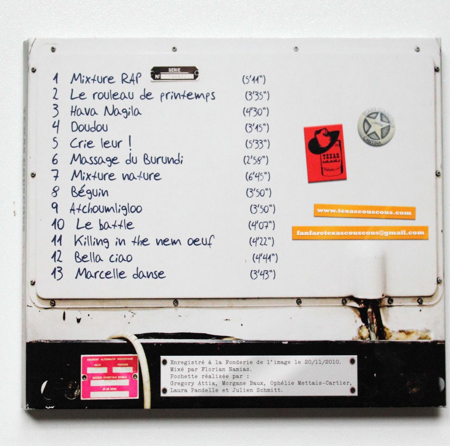 SERIE
N°
1 Mixture RAP (5'11")
2 Le rouleau de printemps (3'35")
3 Hava Nagila (4'30")
4 Doudou (3'15")
5 Crie leur ! (5'33")
6 Massage du Burundi (2'58")
7 Mixture nature (6'45")
8 Béguin (3'50")
9 Atchoumligloo (3'50")
10 Le battle (4'07")
11 Killing in the nem oeuf (4'22")
12 Bella ciao (4'41")
13 Marcelle danse (3'43")
TEXAS
www.texascouscous.com
fanfaretexascouscous@gmail.com
Enregistré à la Fonderie de l'image le 20/11/2010.
Mixé par Florian Namias.
Pochette réalisée par :
Gregory Attia, Morgane Baux, Ophélie Mattais-Cartier,
Laura Pandelle et Julien Schmitt.